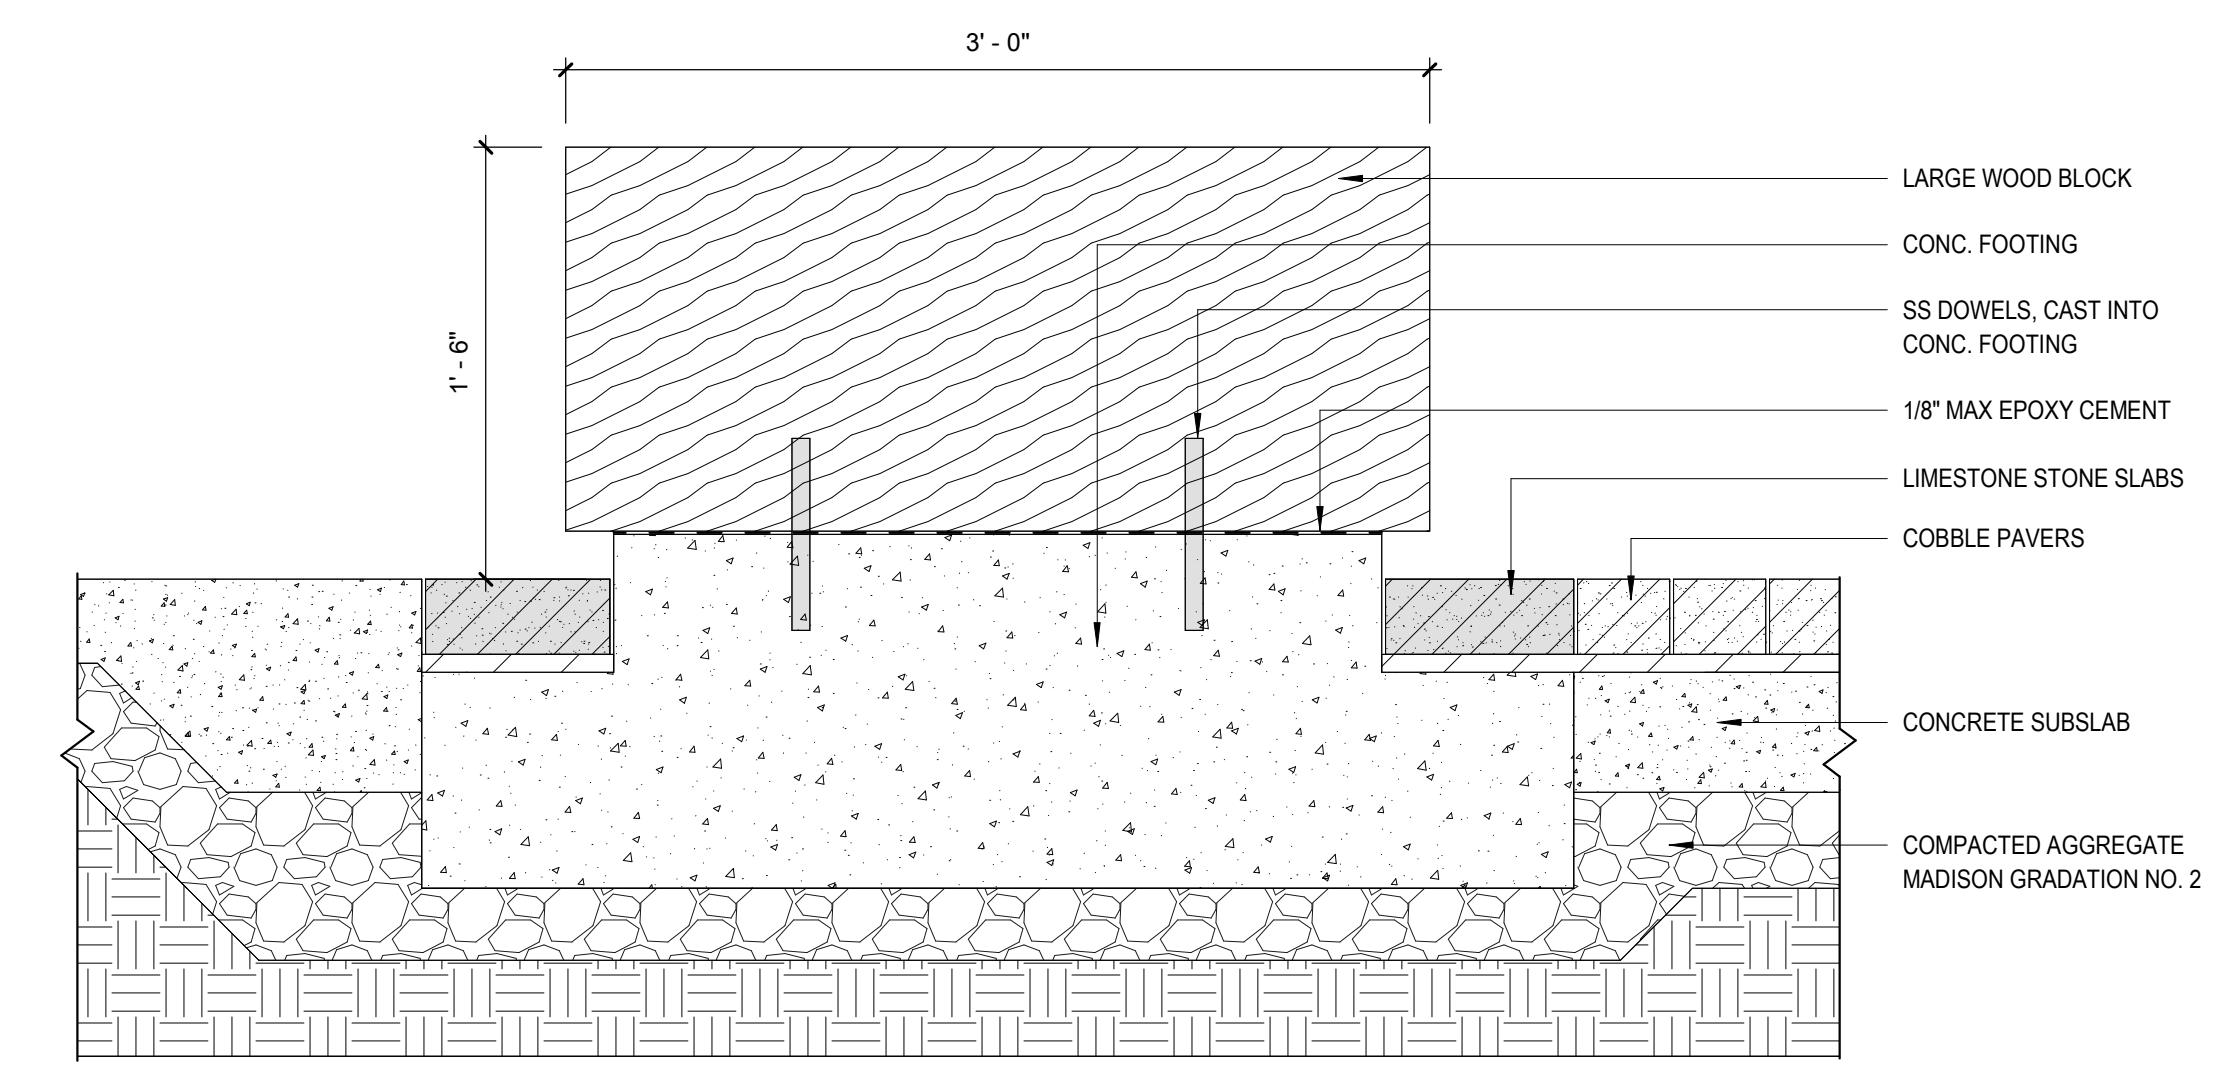 3' - 0"
1' - 6"
LARGE WOOD BLOCK
CONC. FOOTING
SS DOWELS, CAST INTO
CONC. FOOTING
1/8" MAX EPOXY CEMENT
LIMESTONE STONE SLABS
COBBLE PAVERS
CONCRETE SUBSLAB
COMPACTED AGGREGATE
MADISON GRADATION NO. 2